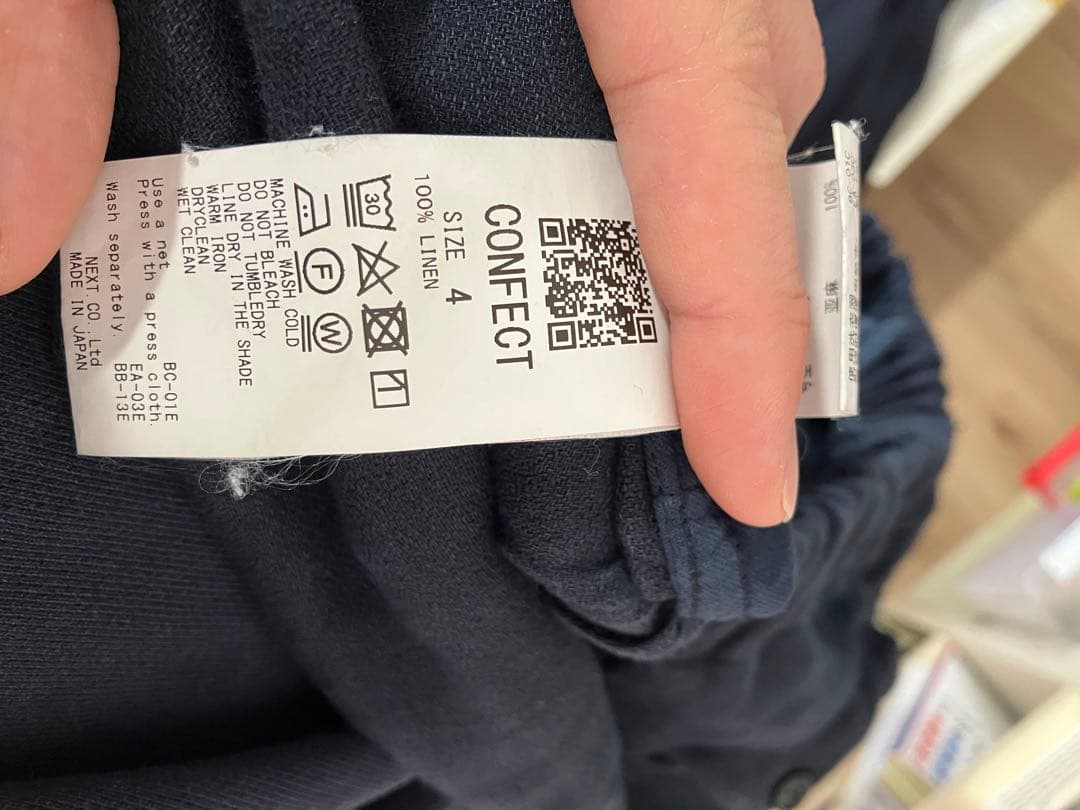 CONFECT
SIZE 4
100% LINEN
30
F
W
MACHINE WASH COLD
DO NOT BLEACH
DO NOT TUMBLEDRY
LINE DRY IN THE SHADE
WARM IRON
DRYCLEAN
WET CLEAN
BC-01E
Use a net
Press with a press cloth.
EA-03E
BB-13E
Wash separately.
NEXT.CO.,Ltd
MADE IN JAPAN
100%